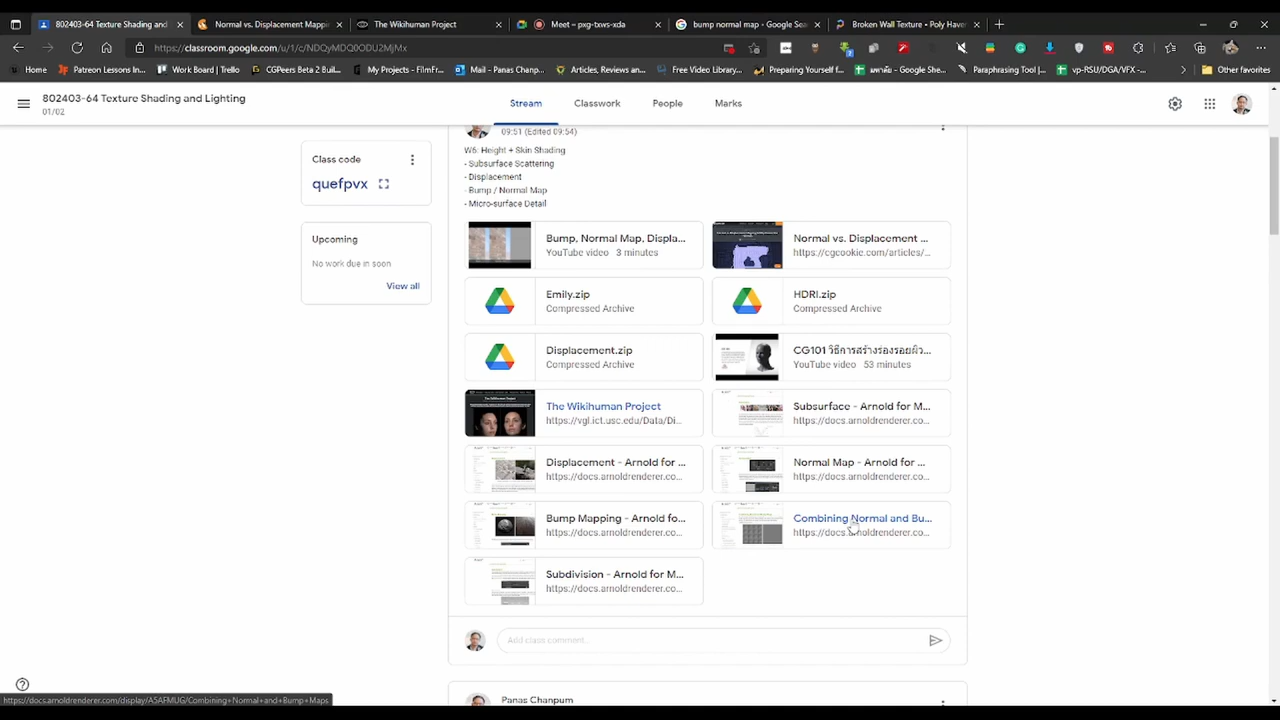 802403-64 Texture Shading and
Normal vs. Displacement Mappin
The Wikihuman Project
Meet – pxg-txws-xda
bump normal map - Google Sea
Broken Wall Texture • Poly Have
https://classroom.google.com/u/1/c/NDQyMDQ0ODU2MjMx
Home
Patreon Lessons In...
Work Board | Trello
CGPeers Beta 2 Buil...
My Projects - FilmFr...
Mail - Panas Chanp...
Articles, Reviews an...
Free Video Library...
Preparing Yourself f...
Paraphrasing Tool |...
vp-RSU/DGA/VFX -...
Other favorites
802403-64 Texture Shading and Lighting
01/02
Stream
Classwork
People
Marks
09:51 (Edited 09:54)
Class code
quefpvx
Upcoming
No work due in soon
View all
W6: Height + Skin Shading
- Subsurface Scattering
- Displacement
- Bump / Normal Map
- Micro-surface Detail
Bump, Normal Map, Displa...
YouTube video 3 minutes
Normal vs. Displacement ...
https://cgcookie.com/articles/...
Emily.zip
Compressed Archive
HDRI.zip
Compressed Archive
Displacement.zip
Compressed Archive
CG101 วิธีการสร้างร่องรอยผิว...
YouTube video 53 minutes
The Wikihuman Project
https://vgl.ict.usc.edu/Data/Di...
Subsurface - Arnold for M...
https://docs.arnoldrenderer.co...
Displacement - Arnold for ...
https://docs.arnoldrenderer.co...
Normal Map - Arnold for ...
https://docs.arnoldrenderer.co...
Bump Mapping - Arnold fo...
https://docs.arnoldrenderer.co...
Combining Normal and Bu...
https://docs.arnoldrenderer.co...
Subdivision - Arnold for M...
https://docs.arnoldrenderer.co...
Add class comment...
Panas Chanpum
https://docs.arnoldrenderer.com/display/A5AFMUG/Combining+Normal+and+Bump+Maps